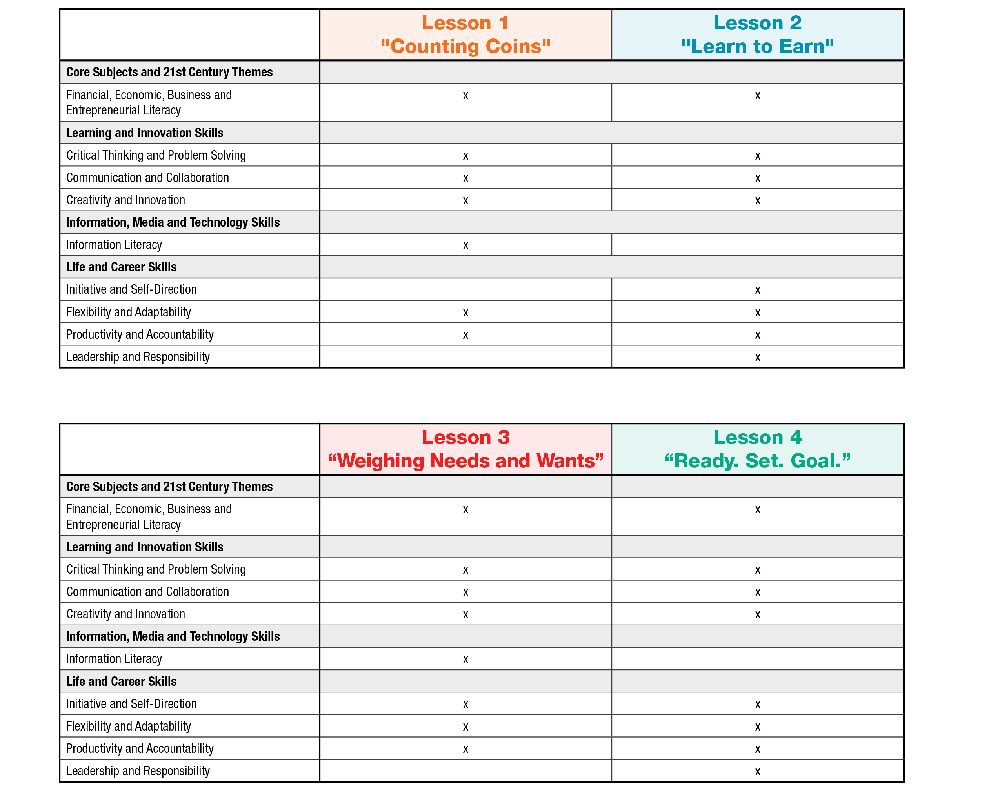 Lesson 1
"Counting Coins"
Lesson 2
"Learn to Earn"
Core Subjects and 21st Century Themes
Financial, Economic, Business and
Entrepreneurial Literacy
x x
Learning and Innovation Skills
Critical Thinking and Problem Solving x x
Communication and Collaboration x x
Creativity and Innovation x x
Information, Media and Technology Skills
Information Literacy x
Life and Career Skills
Initiative and Self-Direction x
Flexibility and Adaptability x x
Productivity and Accountability x x
Leadership and Responsibility x
Lesson 3
“Weighing Needs and Wants”
Lesson 4
“Ready. Set. Goal.”
Core Subjects and 21st Century Themes
Financial, Economic, Business and
Entrepreneurial Literacy
x x
Learning and Innovation Skills
Critical Thinking and Problem Solving x x
Communication and Collaboration x x
Creativity and Innovation x x
Information, Media and Technology Skills
Information Literacy x
Life and Career Skills
Initiative and Self-Direction x x
Flexibility and Adaptability x x
Productivity and Accountability x x
Leadership and Responsibility x